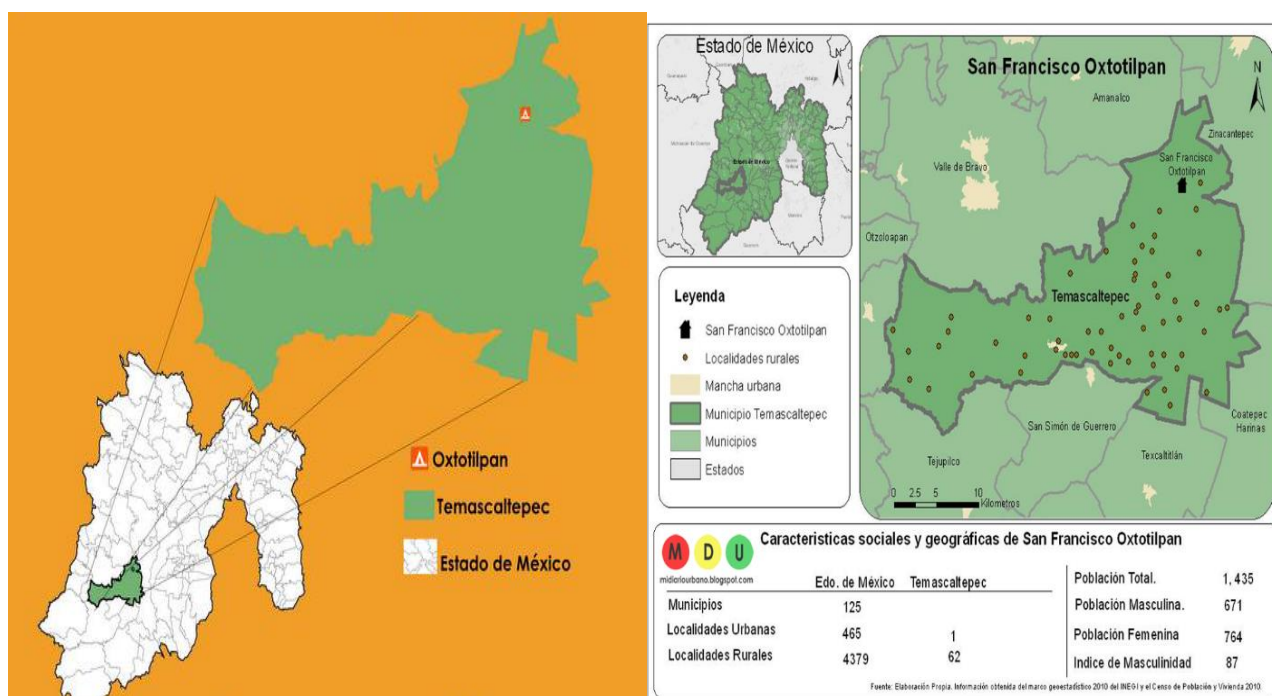 Oxtotilpan
Temascaltepec
Estado de México
Estado de México
N
San Francisco Oxtotilpan
N
Amanalco
Zinacantepec
San Francisco
Oxtotilpan
Valle de Bravo
Otzoloapan
Temascaltepec
San Simón de Guerrero
Coatepec
Harinas
Tejupilco
Texcaltitlán
0 2.5 5 10
Kilometros
Leyenda
San Francisco Oxtotilpan
Localidades rurales
Mancha urbana
Municipio Temascaltepec
Municipios
Estados
M D U
midiariourbano.blogspot.com
Caracteristicas sociales y geográficas de San Francisco Oxtotilpan
Edo. de México Temascaltepec
Municipios 125
Localidades Urbanas 465 1
Localidades Rurales 4379 62
Población Total. 1, 435
Población Masculina. 671
Población Femenina 764
Indice de Masculinidad 87
Fuente: Elaboración Propia. Información obtenida del marco geoestadístico 2010 del INEGI y el Censo de Población y Vivienda 2010.